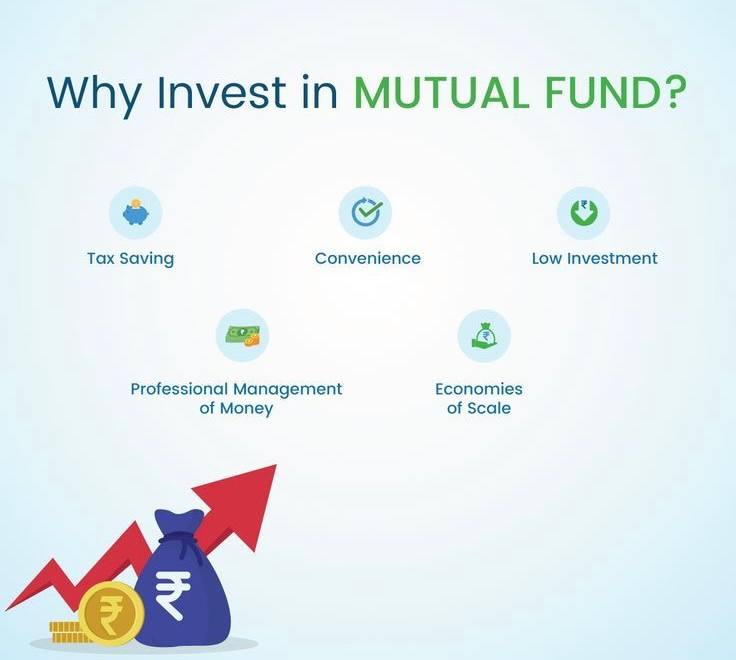 Why Invest in MUTUAL FUND?
Tax Saving
Convenience
Low Investment
Professional Management
of Money
Economies
of Scale
₹
₹